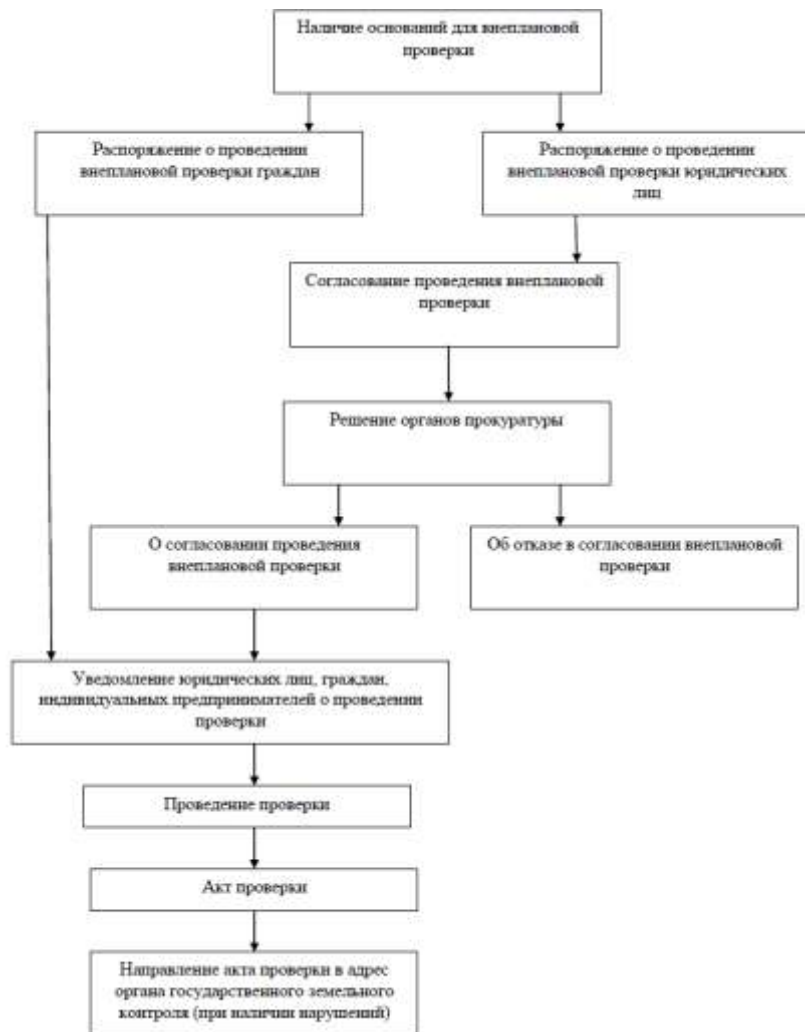 Наличие оснований для внеплановой
проверки
Распоряжение о проведении
внеплановой проверки граждан
Распоряжение о проведении
внеплановой проверки юридических
лиц
Согласование проведения внеплановой
проверки
Решение органов прокуратуры
О согласовании проведения
внеплановой проверки
Об отказе в согласовании внеплановой
проверки
Уведомление юридических лиц, граждан,
индивидуальных предпринимателей о проведении
проверки
Проведение проверки
Акт проверки
Направление акта проверки в адрес
органа государственного земельного
контроля (при наличии нарушений)